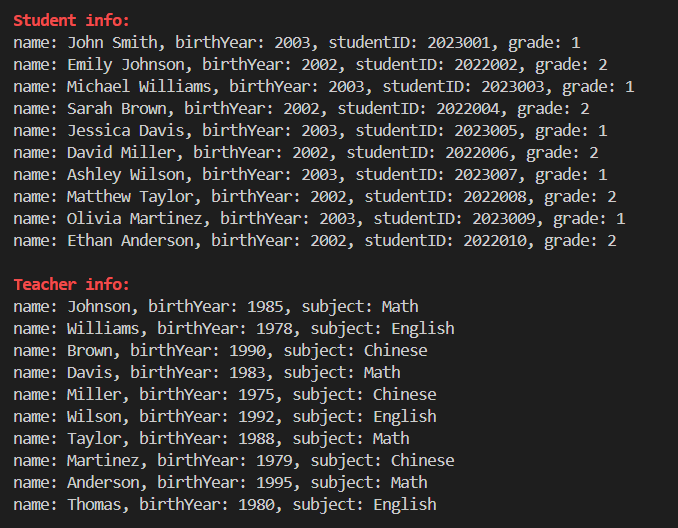 Student info:
name: John Smith, birthYear: 2003, studentID: 2023001, grade: 1
name: Emily Johnson, birthYear: 2002, studentID: 2022002, grade: 2
name: Michael Williams, birthYear: 2003, studentID: 2023003, grade: 1
name: Sarah Brown, birthYear: 2002, studentID: 2022004, grade: 2
name: Jessica Davis, birthYear: 2003, studentID: 2023005, grade: 1
name: David Miller, birthYear: 2002, studentID: 2022006, grade: 2
name: Ashley Wilson, birthYear: 2003, studentID: 2023007, grade: 1
name: Matthew Taylor, birthYear: 2002, studentID: 2022008, grade: 2
name: Olivia Martinez, birthYear: 2003, studentID: 2023009, grade: 1
name: Ethan Anderson, birthYear: 2002, studentID: 2022010, grade: 2
Teacher info:
name: Johnson, birthYear: 1985, subject: Math
name: Williams, birthYear: 1978, subject: English
name: Brown, birthYear: 1990, subject: Chinese
name: Davis, birthYear: 1983, subject: Math
name: Miller, birthYear: 1975, subject: Chinese
name: Wilson, birthYear: 1992, subject: English
name: Taylor, birthYear: 1988, subject: Math
name: Martinez, birthYear: 1979, subject: Chinese
name: Anderson, birthYear: 1995, subject: Math
name: Thomas, birthYear: 1980, subject: English